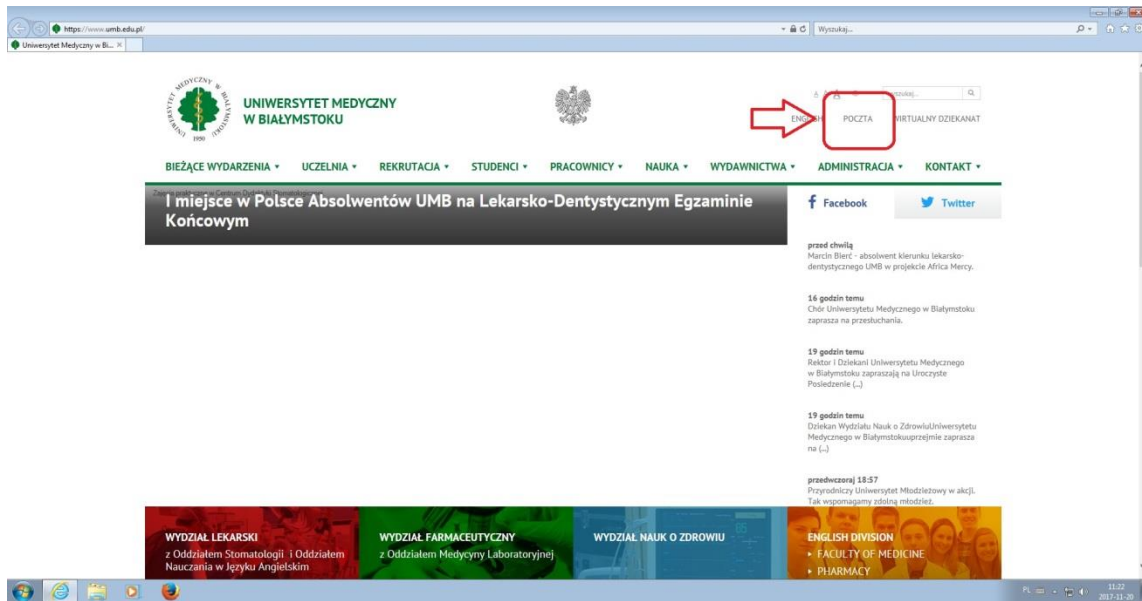 https://www.umb.edu.pl/
Wyszukaj...
Uniwersytet Medyczny w Bi...
UNIWERSYTET MEDYCZNY W BIAŁYMSTOKU
1950
UNIWERSYTET MEDYCZNY
W BIAŁYMSTOKU
A A A
ENGLISH POCZTA WIRTUALNY DZIEKANAT
BIEŻĄCE WYDARZENIA UCZELNIA REKRUTACJA STUDENCI PRACOWNICY NAUKA WYDAWNICTWA ADMINISTRACJA KONTAKT
I miejsce w Polsce Absolwentów UMB na Lekarsko-Dentystycznym Egzaminie
Końcowym
Facebook Twitter
przed chwilą
Marcin Bierć - absolwent kierunku lekarsko-
dentystycznego UMB w projekcie Africa Mercy.
16 godzin temu
Chór Uniwersytetu Medycznego w Białymstoku
zaprasza na przesłuchania.
19 godzin temu
Rektor i Dziekani Uniwersytetu Medycznego
w Białymstoku zapraszają na Uroczyste
Posiedzenie (...)
19 godzin temu
Dziekan Wydziału Nauk o ZdrowiuUniwersytetu
Medycznego w Białymstokuuprzejmie zaprasza
na (...)
przedwczoraj 18:57
Przyrodniczy Uniwersytet Młodzieżowy w akcji.
Tak wspomagamy zdolną młodzież.
WYDZIAŁ LEKARSKI
z Oddziałem Stomatologii i Oddziałem
Nauczania w Języku Angielskim
WYDZIAŁ FARMACEUTYCZNY
z Oddziałem Medycyny Laboratoryjnej
WYDZIAŁ NAUK O ZDROWIU
ENGLISH DIVISION
FACULTY OF MEDICINE
PHARMACY
PL
11:22
2017-11-20